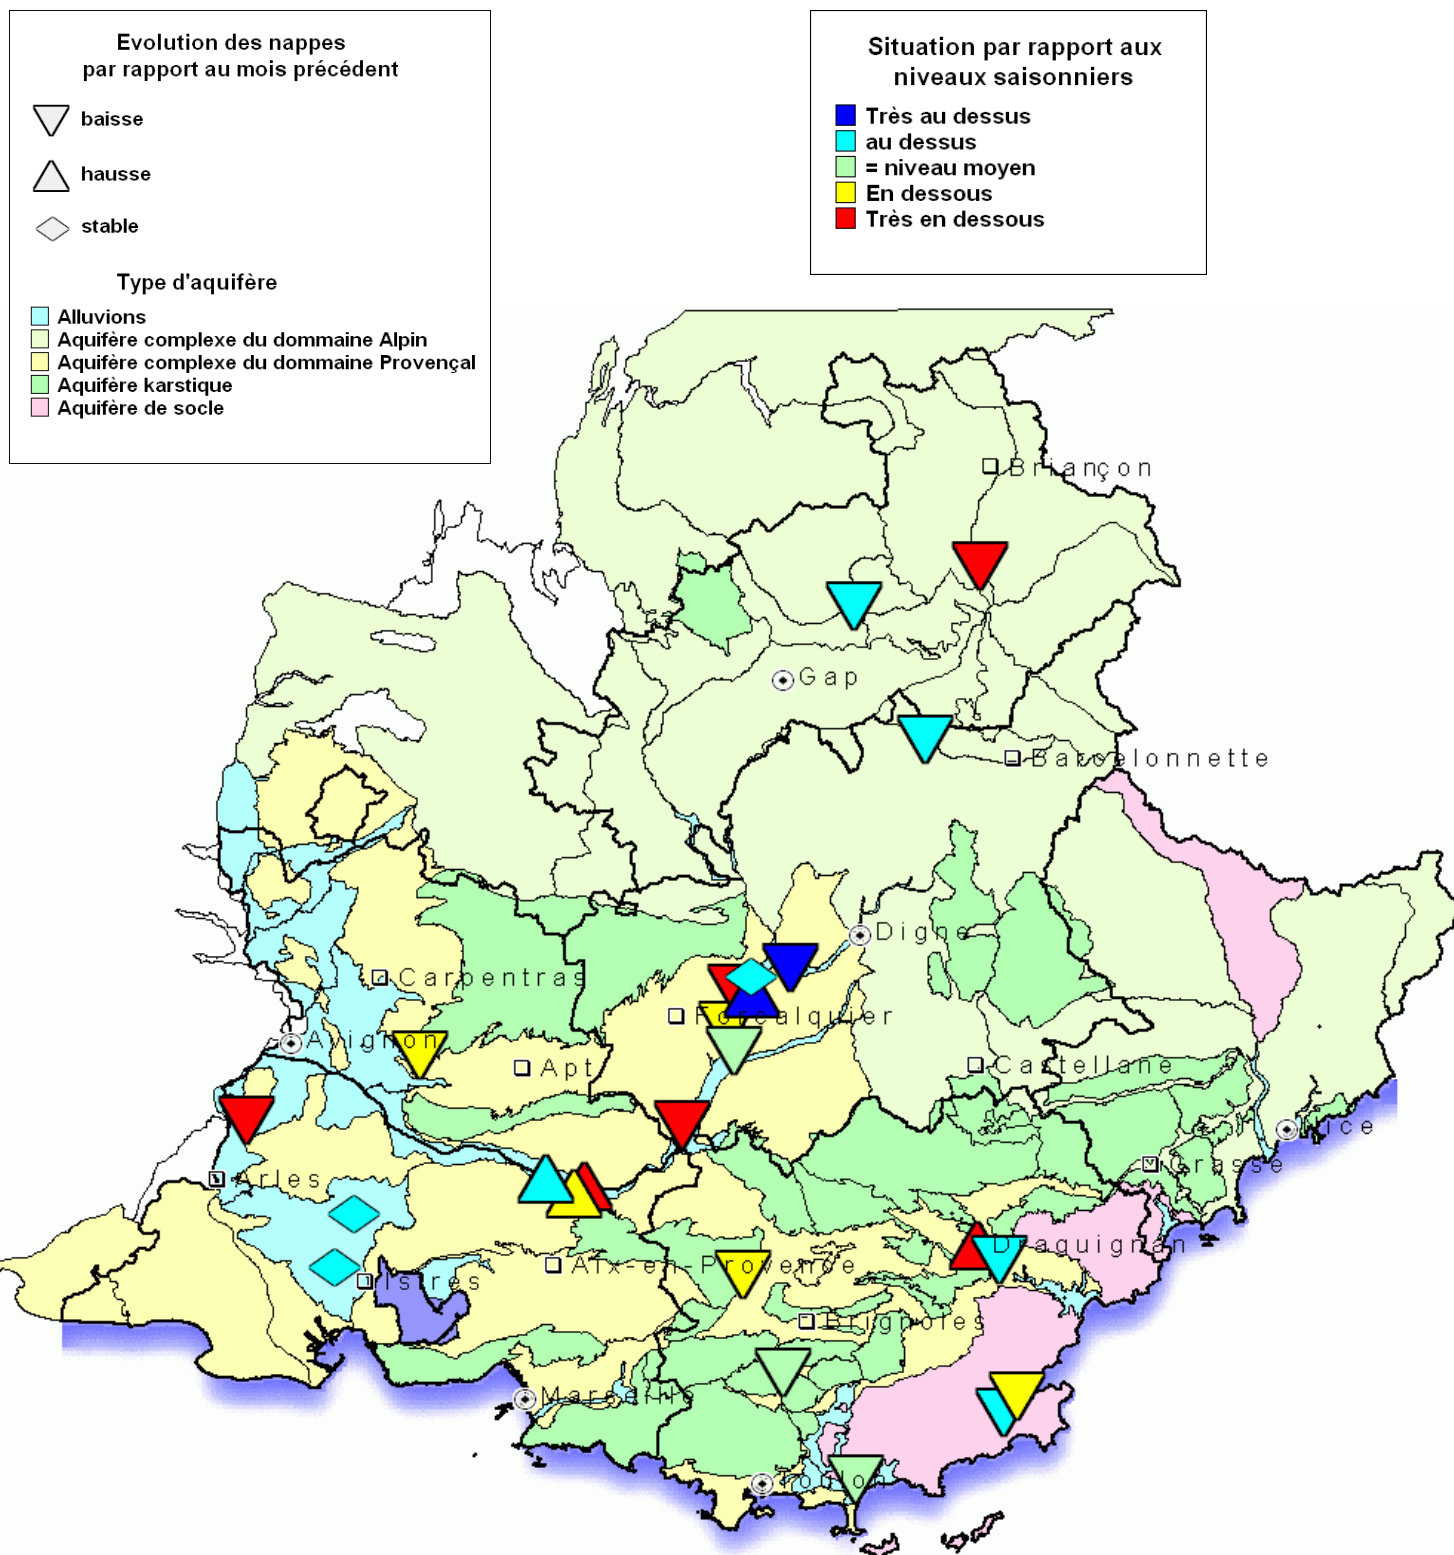 Evolution des nappes
par rapport au mois précédent
baisse
hausse
stable
Type d'aquifère
Alluvions
Aquifère complexe du dommaine Alpin
Aquifère complexe du dommaine Provençal
Aquifère karstique
Aquifère de socle
Situation par rapport aux
niveaux saisonniers
Très au dessus
au dessus
= niveau moyen
En dessous
Très en dessous
Briançon
Gap
Barcelonnette
Digne
Carpentras
Forcalquier
Avignon
Apt
Castellane
Nice
Grasse
Arles
Draguignan
Aix-en-Provence
Istres
Brignoles
Marseille
Toulon